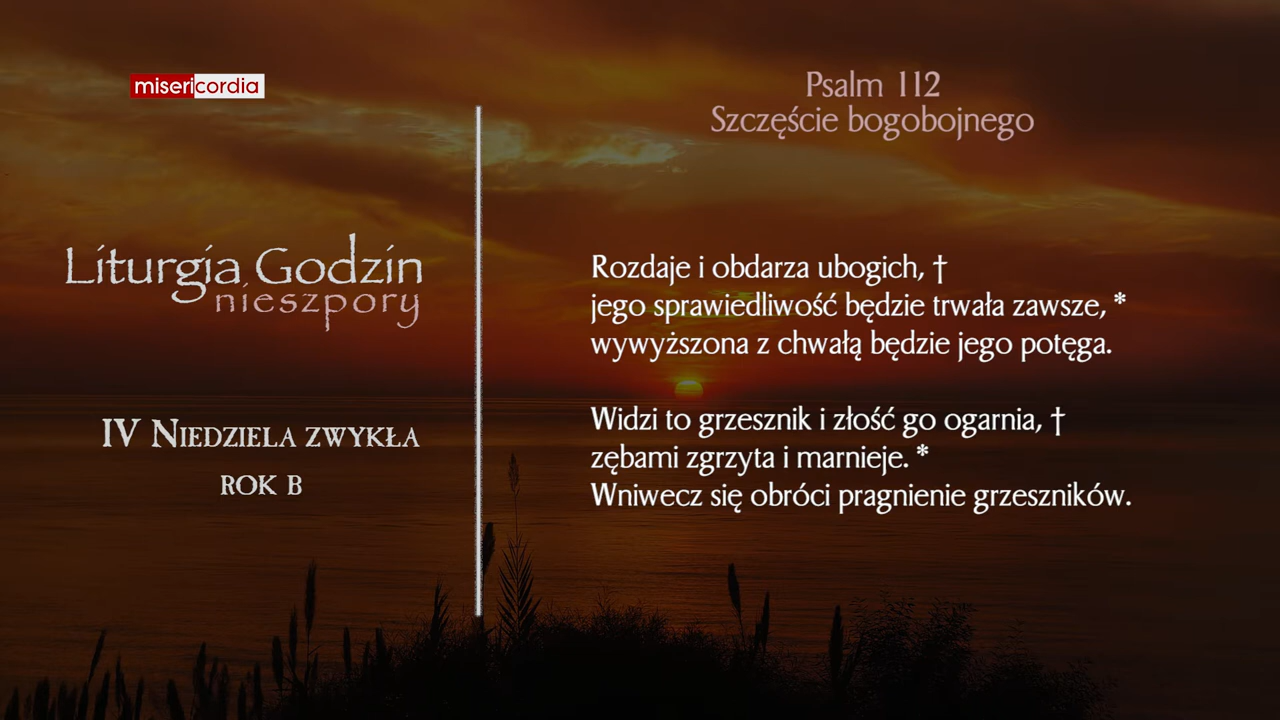 misericordia
Liturgia Godzin
nieszpory
IV Niedziela zwykła
rok B
Psalm 112
Szczęście bogobojnego
Rozdaje i obdarza ubogich, †
jego sprawiedliwość będzie trwała zawsze, *
wywyższona z chwałą będzie jego potęga.
Widzi to grzesznik i złość go ogarnia, †
zębami zgrzyta i marnieje. *
Wniwecz się obróci pragnienie grzeszników.